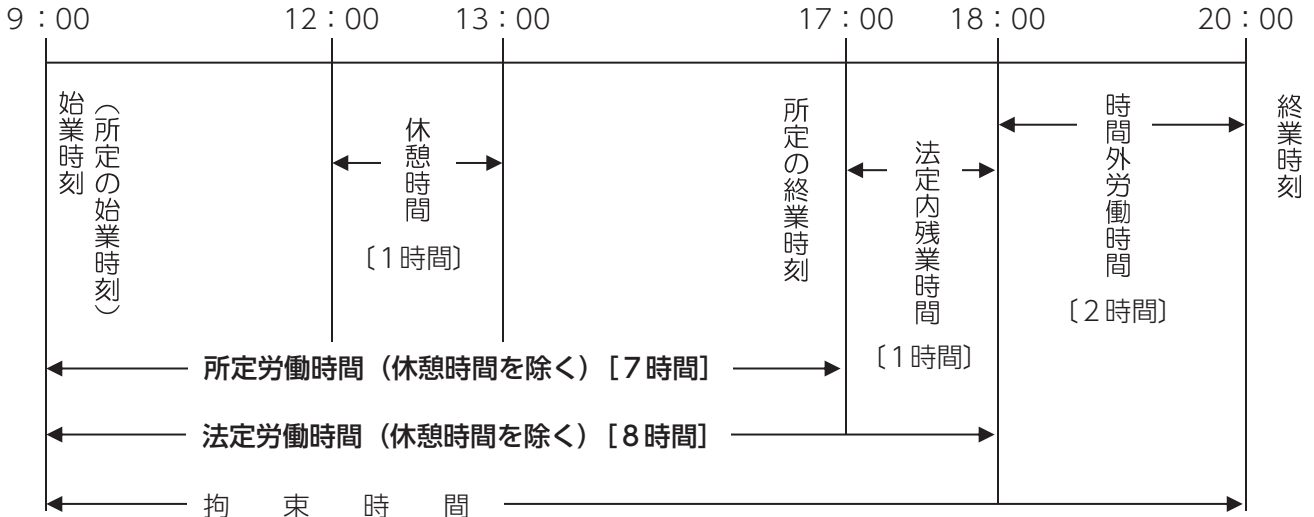 9：00
12：00
13：00
17：00
18：00
20：00
始業時刻
（所定の始業時刻）
休憩時間
〔１時間〕
所定の終業時刻
法定内残業時間
〔１時間〕
時間外労働時間
〔２時間〕
終業時刻
所定労働時間（休憩時間を除く）［７時間］
法定労働時間（休憩時間を除く）［８時間］
拘束時間